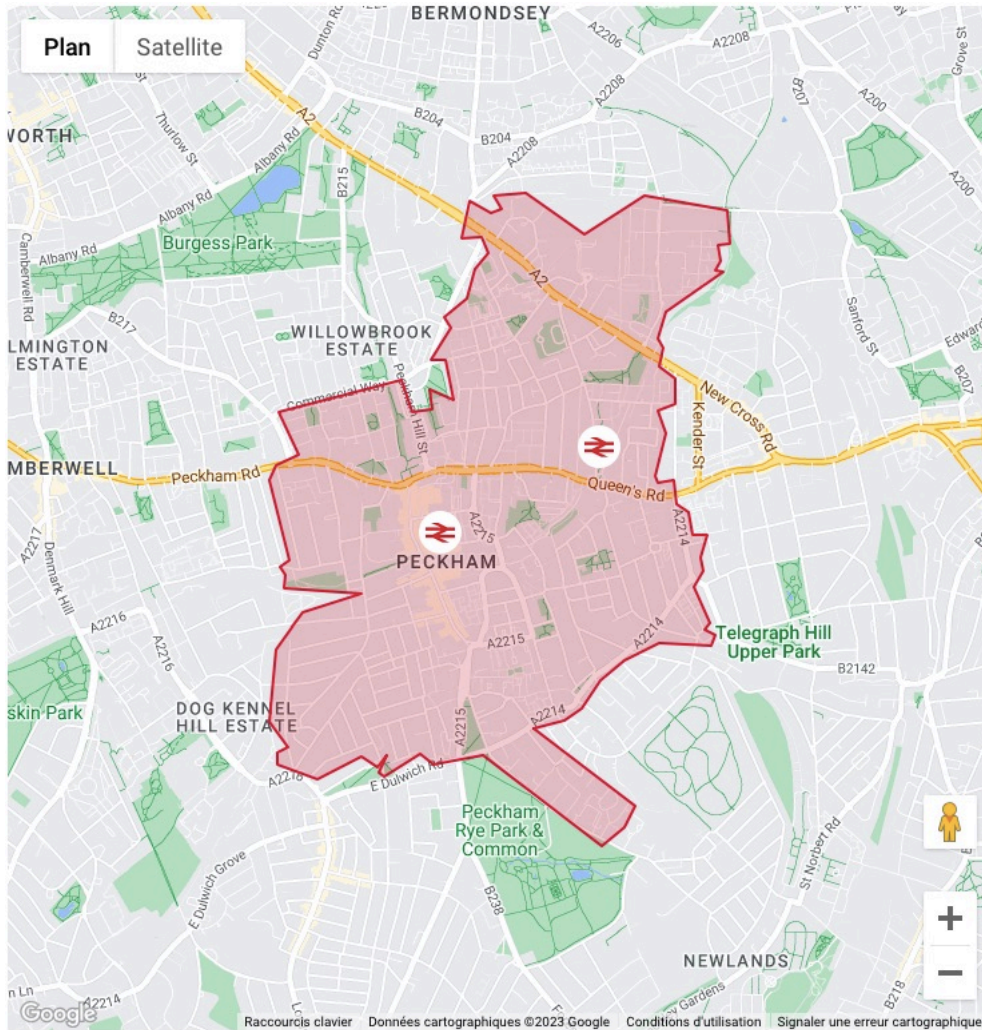 Plan
Satellite
BERMONDSEY
A2206
A2208
Grove St
Dunton Rd
B207
A200
Thurlow St
A2
A2208
WORTH
Albany Rd
B204
B204
A2208
B215
A200
Albany Rd
Burgess Park
Albany Rd
Camberwell Rd
A2
Sanford St
B217
WILLOWBROOK
ESTATE
LMINGTON
ESTATE
Edward
B207
Commercial Way
Peckham Hill St
New Cross Rd
Kender St
MBERWELL
Peckham Rd
Queen's Rd
A2217
A2215
A2214
Denmark Hill
PECKHAM
A2216
A2216
A2215
A2214
Telegraph Hill
Upper Park
B2142
skin Park
DOG KENNEL
HILL ESTATE
A2215
A2214
E Dulwich Rd
Peckham
Rye Park &
Common
St Norbert Rd
E Dulwich Grove
B238
NEWLANDS
Gardens
B218
A2214
Google
Raccourcis clavier
Données cartographiques ©2023 Google
Conditions d'utilisation
Signaler une erreur cartographique